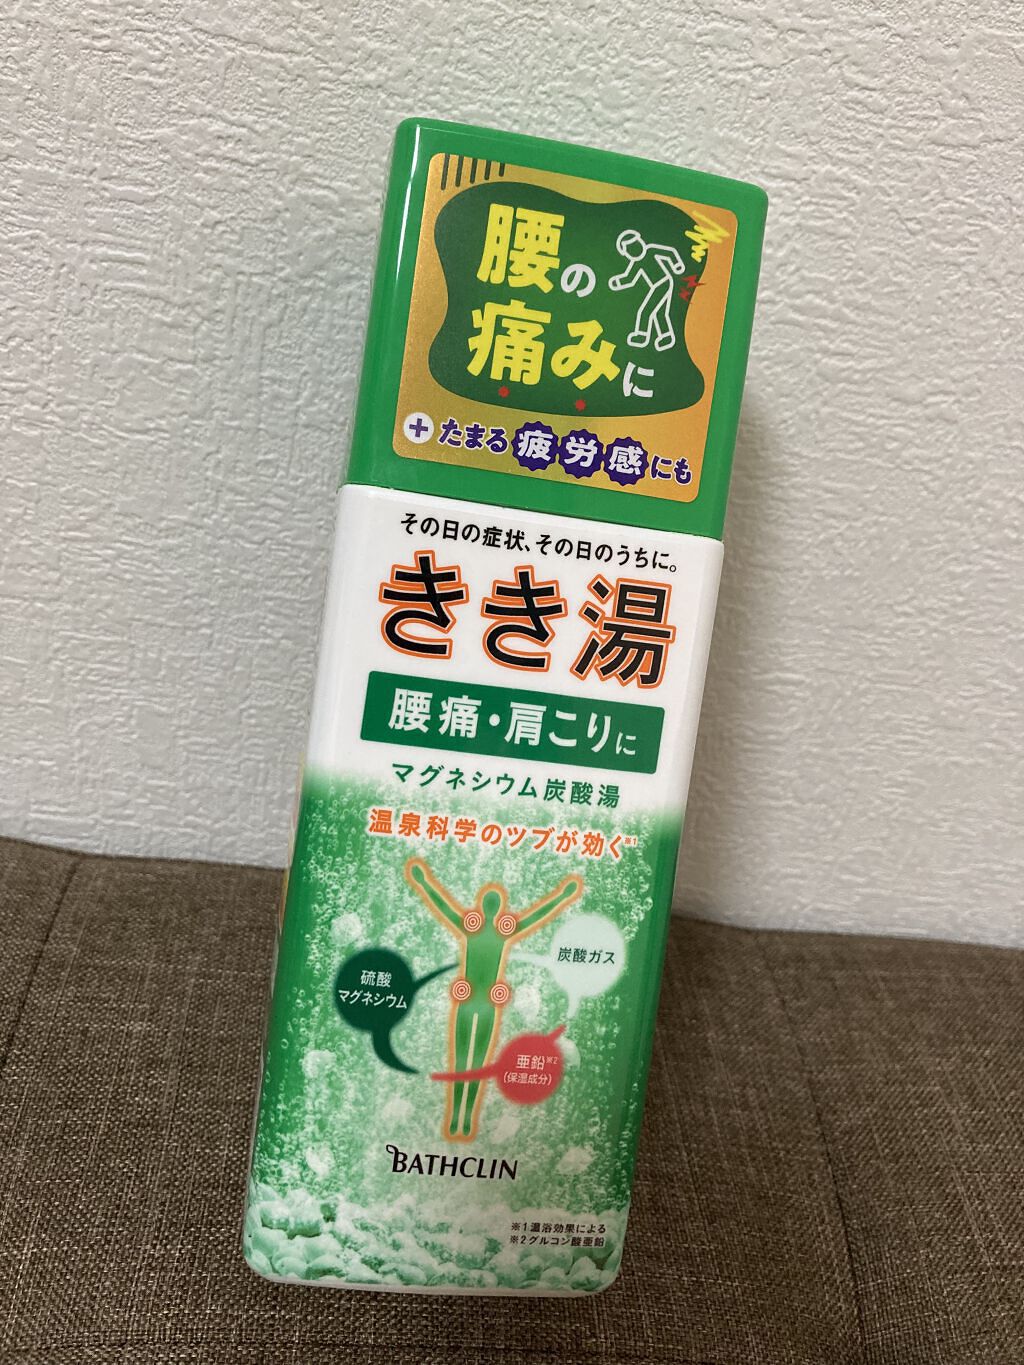 腰の
痛みに
+たまる疲労感にも
その日の症状、その日のうちに。
きき湯
腰痛・肩こりに
マグネシウム炭酸湯
温泉科学のツブが効く※1
炭酸ガス
硫酸
マグネシウム
亜鉛※2
(保湿成分)
BATHCLIN
※1温浴効果による
※2グルコン酸亜鉛